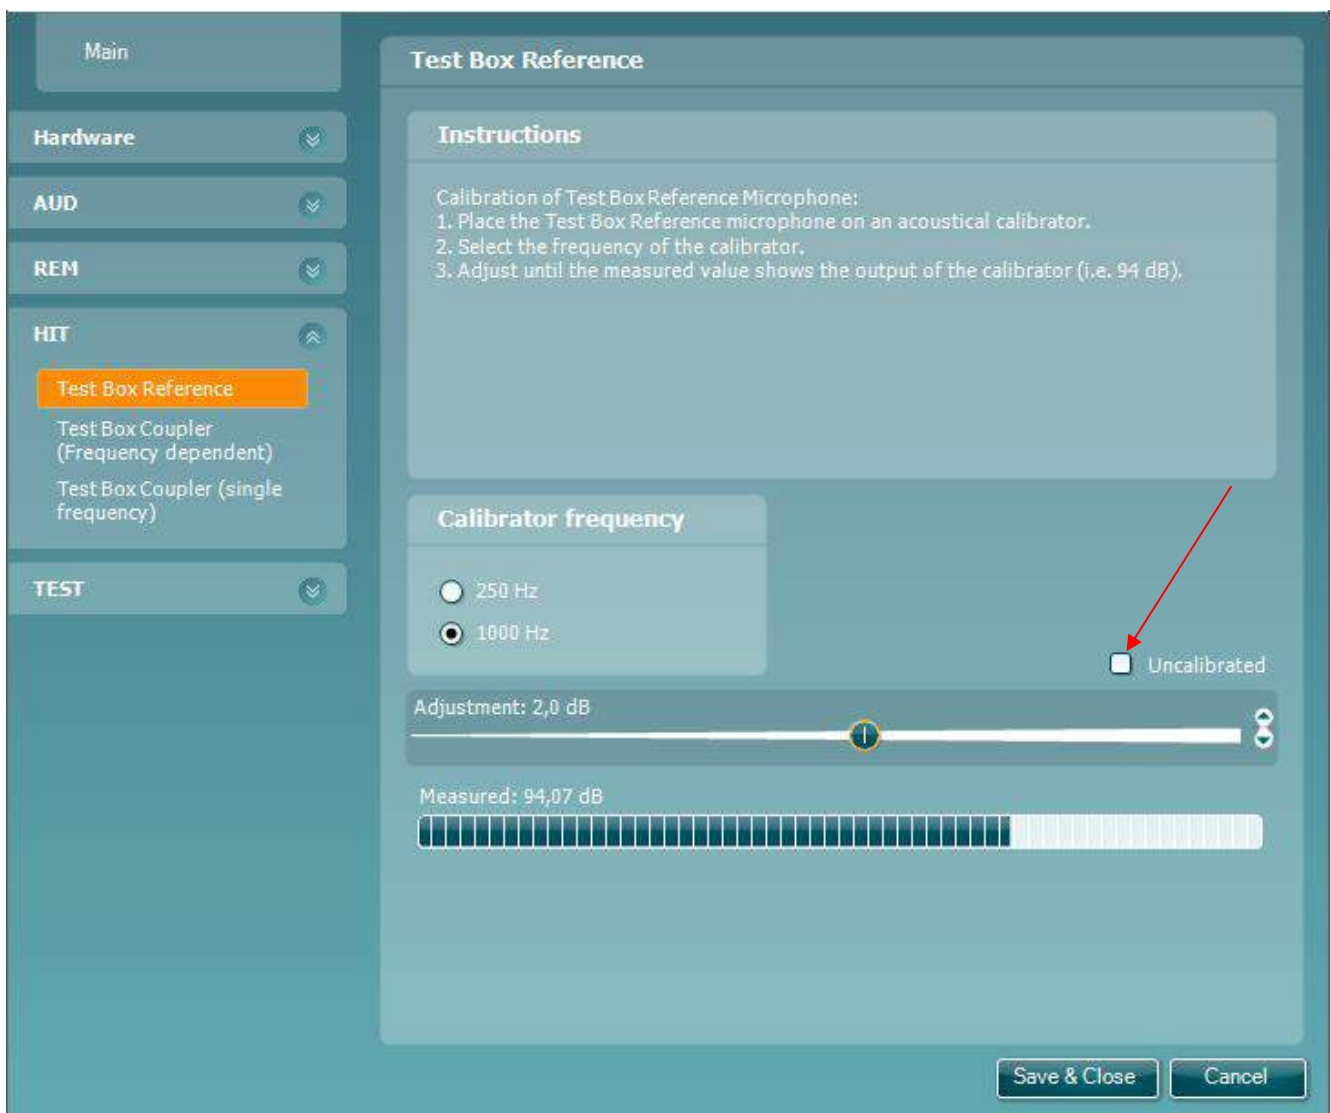 Main
Hardware
AUD
REM
HIT
Test Box Reference
Test Box Coupler
(Frequency dependent)
Test Box Coupler (single
frequency)
TEST
Test Box Reference
Instructions
Calibration of Test Box Reference Microphone:
1. Place the Test Box Reference microphone on an acoustical calibrator.
2. Select the frequency of the calibrator.
3. Adjust until the measured value shows the output of the calibrator (i.e. 94 dB).
Calibrator frequency
250 Hz
1000 Hz
Uncalibrated
Adjustment: 2,0 dB
Measured: 94,07 dB
Save & Close
Cancel